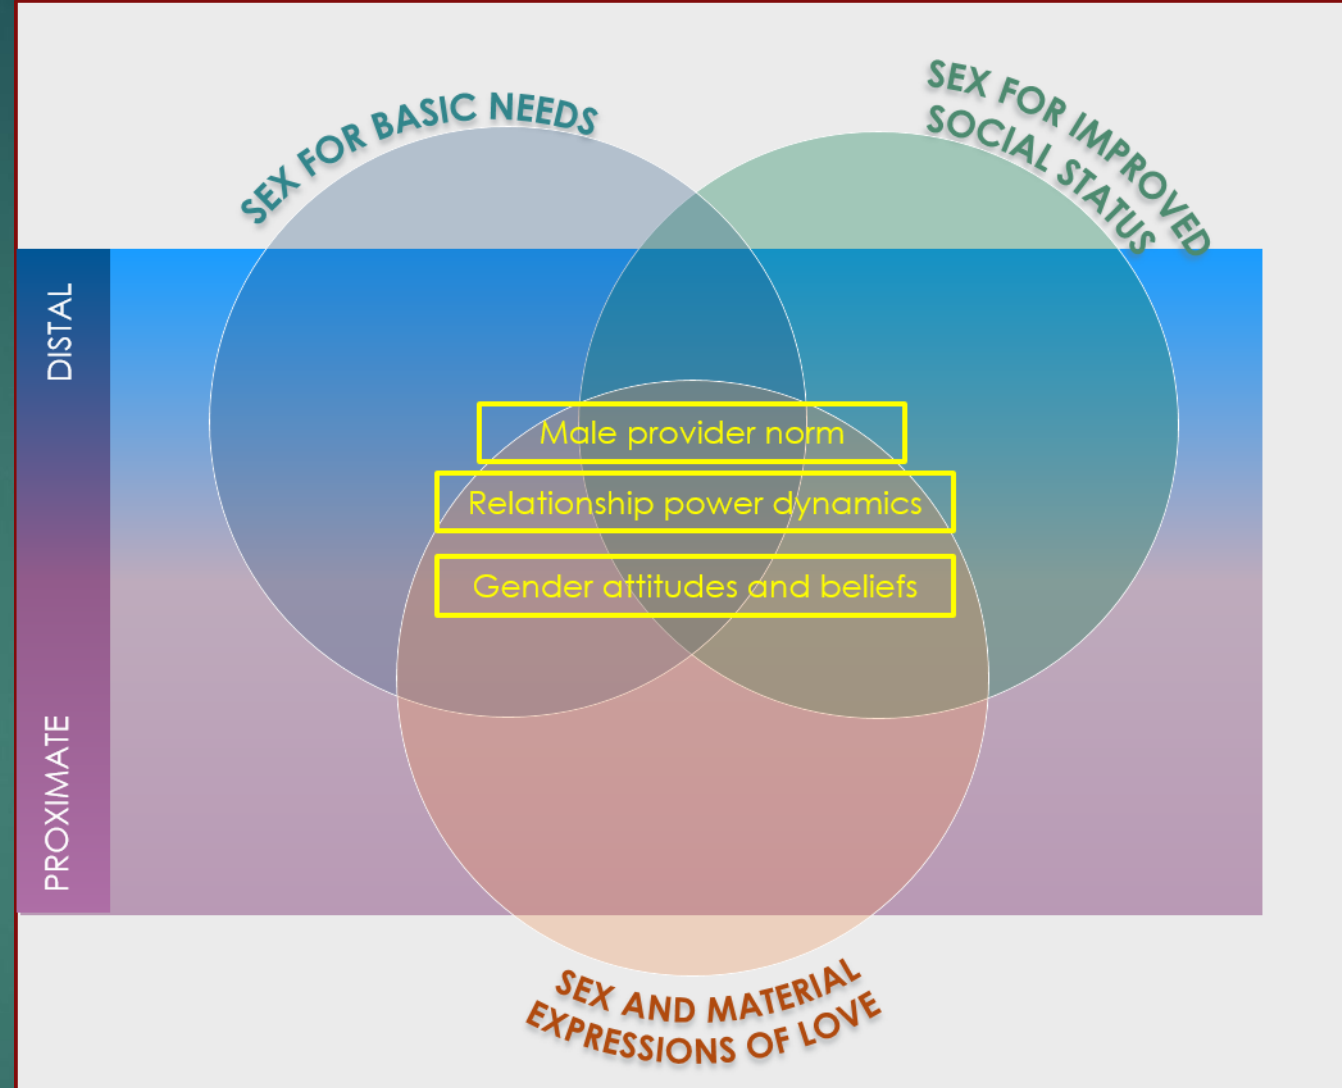 SEX FOR BASIC NEEDS
SEX FOR IMPROVED
SOCIAL STATUS
DISTAL
Male provider norm
Relationship power dynamics
Gender attitudes and beliefs
PROXIMATE
SEX AND MATERIAL
EXPRESSIONS OF LOVE